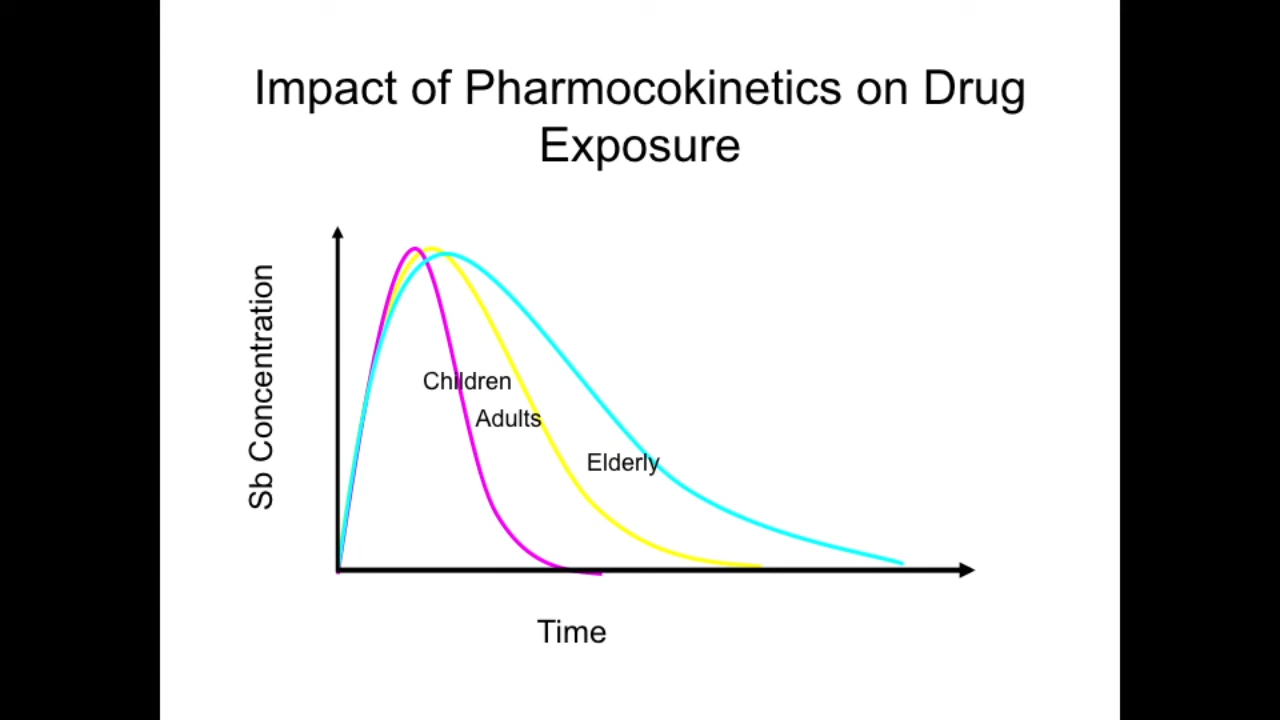 Impact of Pharmocokinetics on Drug
Exposure
Sb Concentration
Children
Adults
Elderly
Time